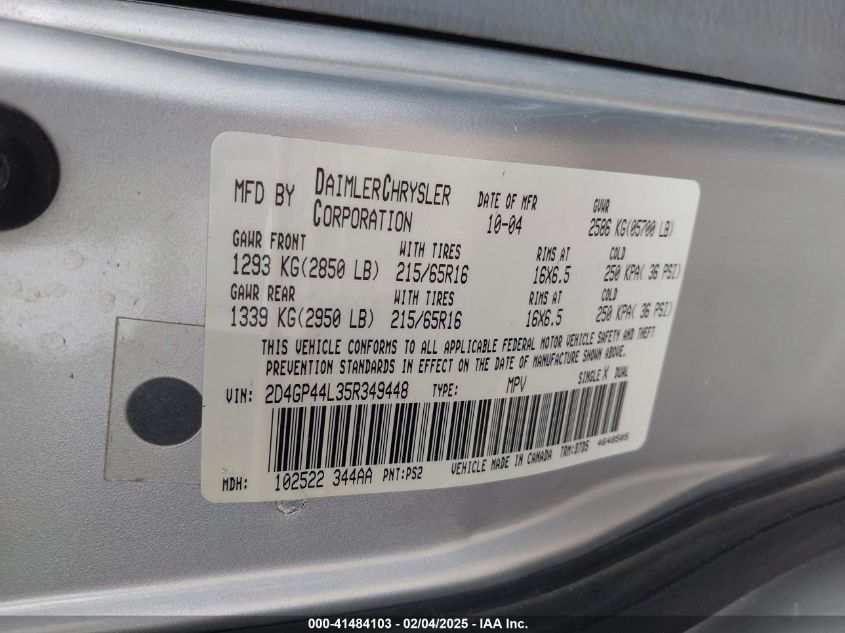 MFD BY DAIMLERCHRYSLER CORPORATION DATE OF MFR 10-04 GVWR 2586 KG(05700 LB)
GAWR FRONT WITH TIRES RIMS AT COLD
1293 KG(2850 LB) 215/65R16 16X6.5 250 KPA( 36 PSI)
GAWR REAR WITH TIRES RIMS AT COLD
1339 KG(2950 LB) 215/65R16 16X6.5 250 KPA( 36 PSI)
THIS VEHICLE CONFORMS TO ALL APPLICABLE FEDERAL MOTOR VEHICLE SAFETY AND THEFT
PREVENTION STANDARDS IN EFFECT ON THE DATE OF MANUFACTURE SHOWN ABOVE.
VIN: 2D4GP44L35R349448 TYPE: MPV SINGLE X DUAL
MDH: 102522 344AA PNT:PS2 VEHICLE MADE IN CANADA TRM:B7D5 4648505
000-41484103 - 02/04/2025 - IAA Inc.